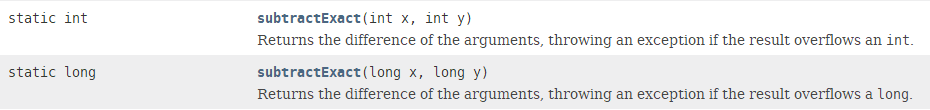 static int subtractExact(int x, int y)
Returns the difference of the arguments, throwing an exception if the result overflows an int.
static long subtractExact(long x, long y)
Returns the difference of the arguments, throwing an exception if the result overflows a long.